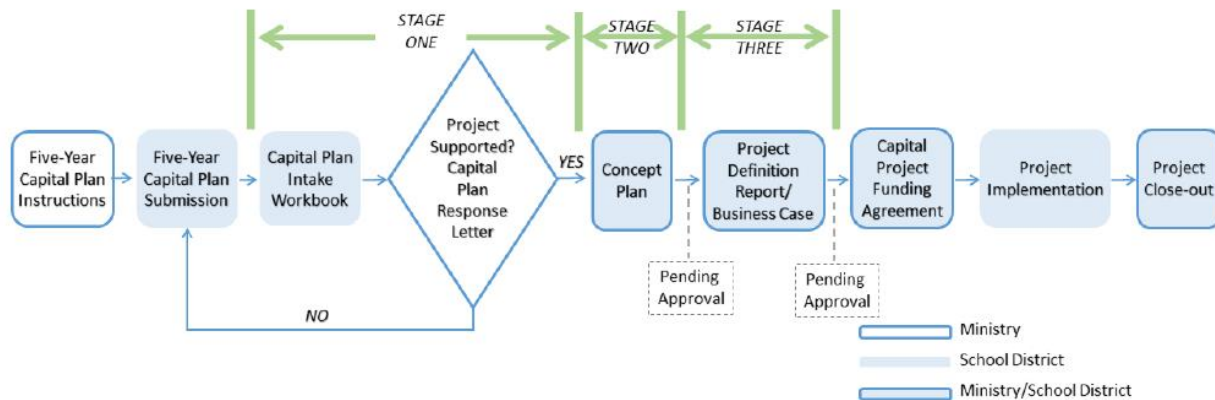 STAGE
ONE
STAGE
TWO
STAGE
THREE
Five-Year
Capital Plan
Instructions
Five-Year
Capital Plan
Submission
Capital Plan
Intake
Workbook
Project
Supported?
Capital
Plan
Response
Letter
YES
Concept
Plan
Project
Definition
Report/
Business Case
Capital
Project
Funding
Agreement
Project
Implementation
Project
Close-out
Pending
Approval
Pending
Approval
NO
Ministry
School District
Ministry/School District